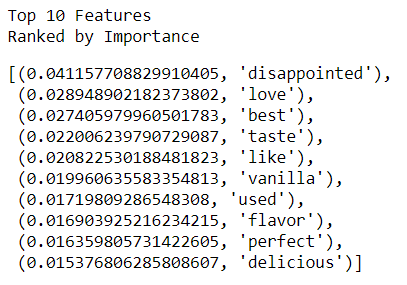 Top 10 Features
Ranked by Importance
[(0.041157708829910405, 'disappointed'),
(0.028948902182373802, 'love'),
(0.027405979960501783, 'best'),
(0.022006239790729087, 'taste'),
(0.020822530188481823, 'like'),
(0.019960635583354813, 'vanilla'),
(0.01719809286548308, 'used'),
(0.016903925216234215, 'flavor'),
(0.016359805731422605, 'perfect'),
(0.015376806285808607, 'delicious')]